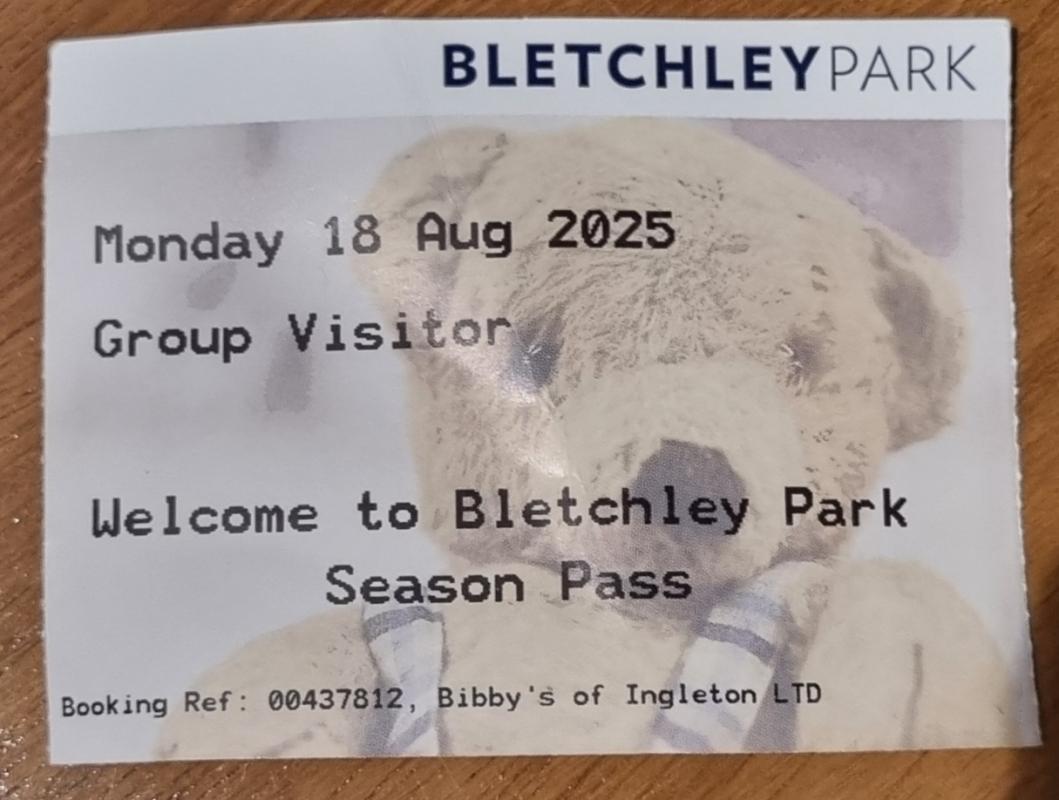 BLETCHLEYPARK
Monday 18 Aug 2025
Group Visitor
Welcome to Bletchley Park
Season Pass
Booking Ref: 00437812, Bibby's of Ingleton LTD